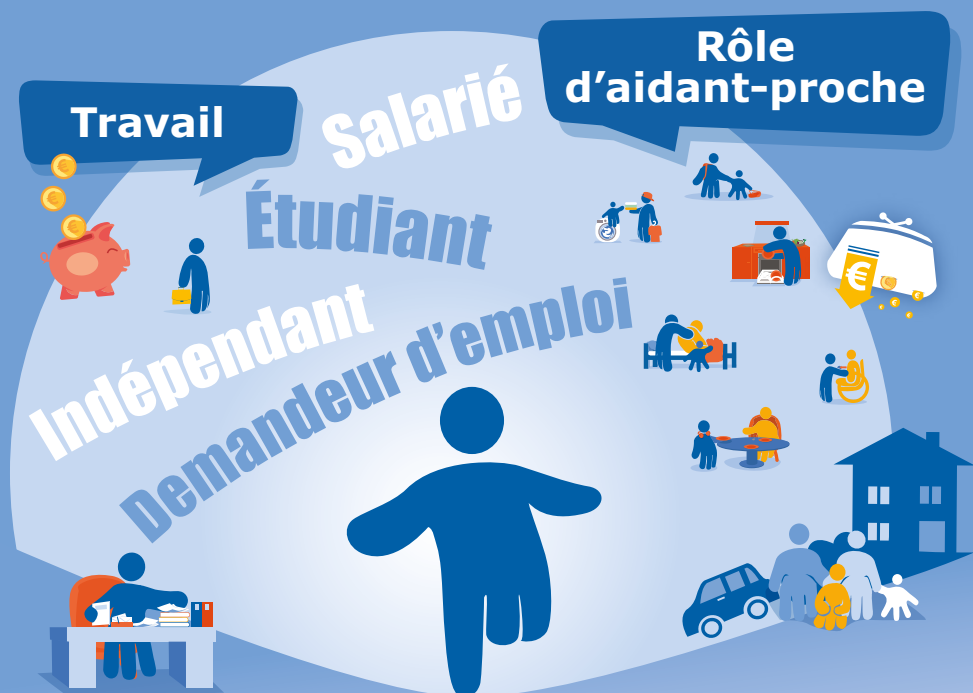 Rôle
d’aidant-proche
Travail
Salarié
Étudiant
Indépendant
Demandeur d’emploi
€